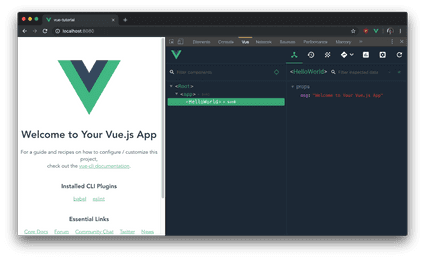 vue-tutorial
localhost:8080
Elements
Console
Vue
Network
Sources
Performance
Memory
Filter components
<HelloWorld>
Filter inspected data
<Root>
<App>
<HelloWorld>
props
msg: "Welcome to Your Vue.js App"
Welcome to Your Vue.js App
For a guide and recipes on how to configure / customize this
project,
check out the vue-cli documentation.
Installed CLI Plugins
babel eslint
Essential Links
Core Docs Forum Community Chat Twitter News